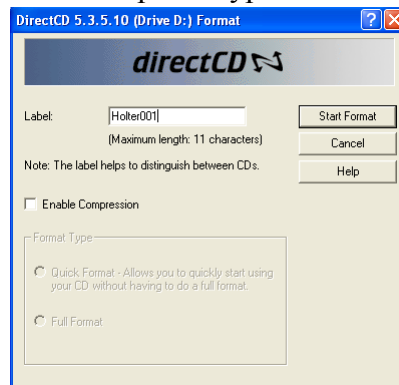 DirectCD 5.3.5.10 (Drive D:) Format
directCD
Label:
Holter001
Start Format
(Maximum length: 11 characters)
Cancel
Note: The label helps to distinguish between CDs.
Help
Enable Compression
Format Type
Quick Format - Allows you to quickly start using
your CD without having to do a full format.
Full Format